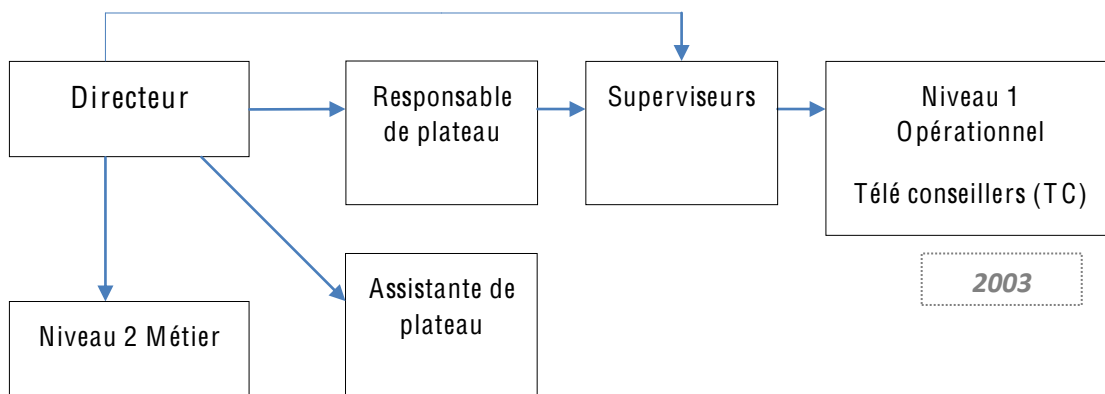 Directeur
Responsable
de plateau
Superviseurs
Niveau 1
Opérationnel
Télé conseillers (TC)
2003
Assistante de
plateau
Niveau 2 Métier